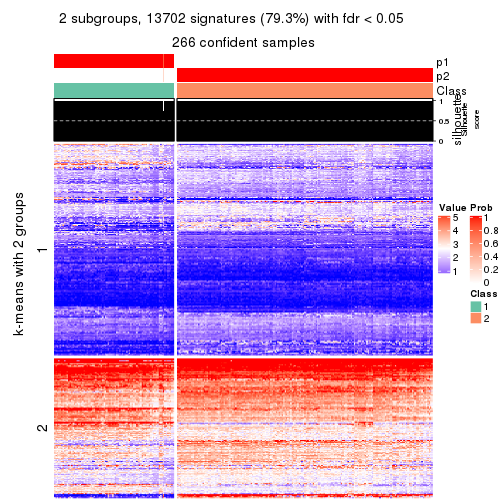 2 subgroups, 13702 signatures (79.3%) with fdr < 0.05
266 confident samples
p1
p2
Class
1
0.5
0
silhouette
Silhouette
score
k-means with 2 groups
1
2
Value
5
4
3
2
1
Prob
1
0.8
0.6
0.4
0.2
0
Class
1
2